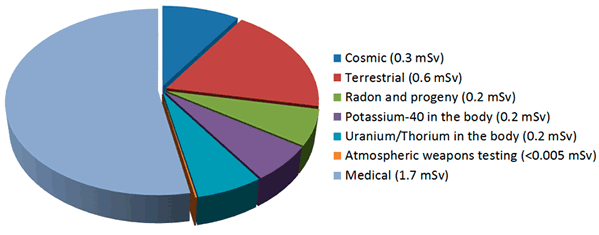 Cosmic (0.3 mSv)
Terrestrial (0.6 mSv)
Radon and progeny (0.2 mSv)
Potassium-40 in the body (0.2 mSv)
Uranium/Thorium in the body (0.2 mSv)
Atmospheric weapons testing (<0.005 mSv)
Medical (1.7 mSv)